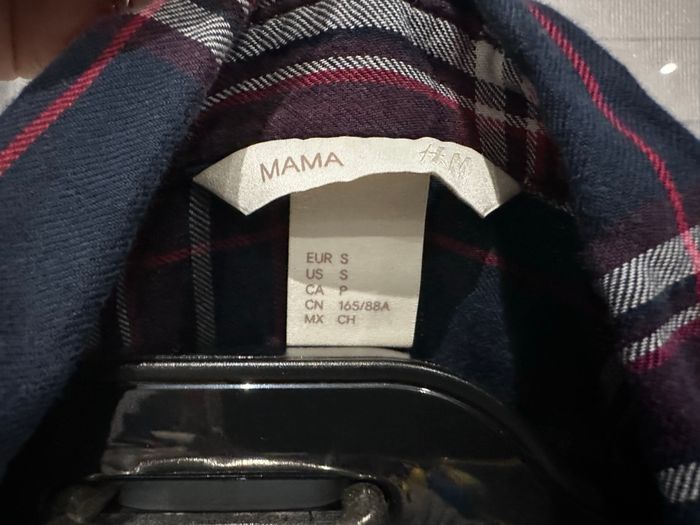 MAMA H&M
EUR S
US S
CA P
CN 165/88A
MX CH